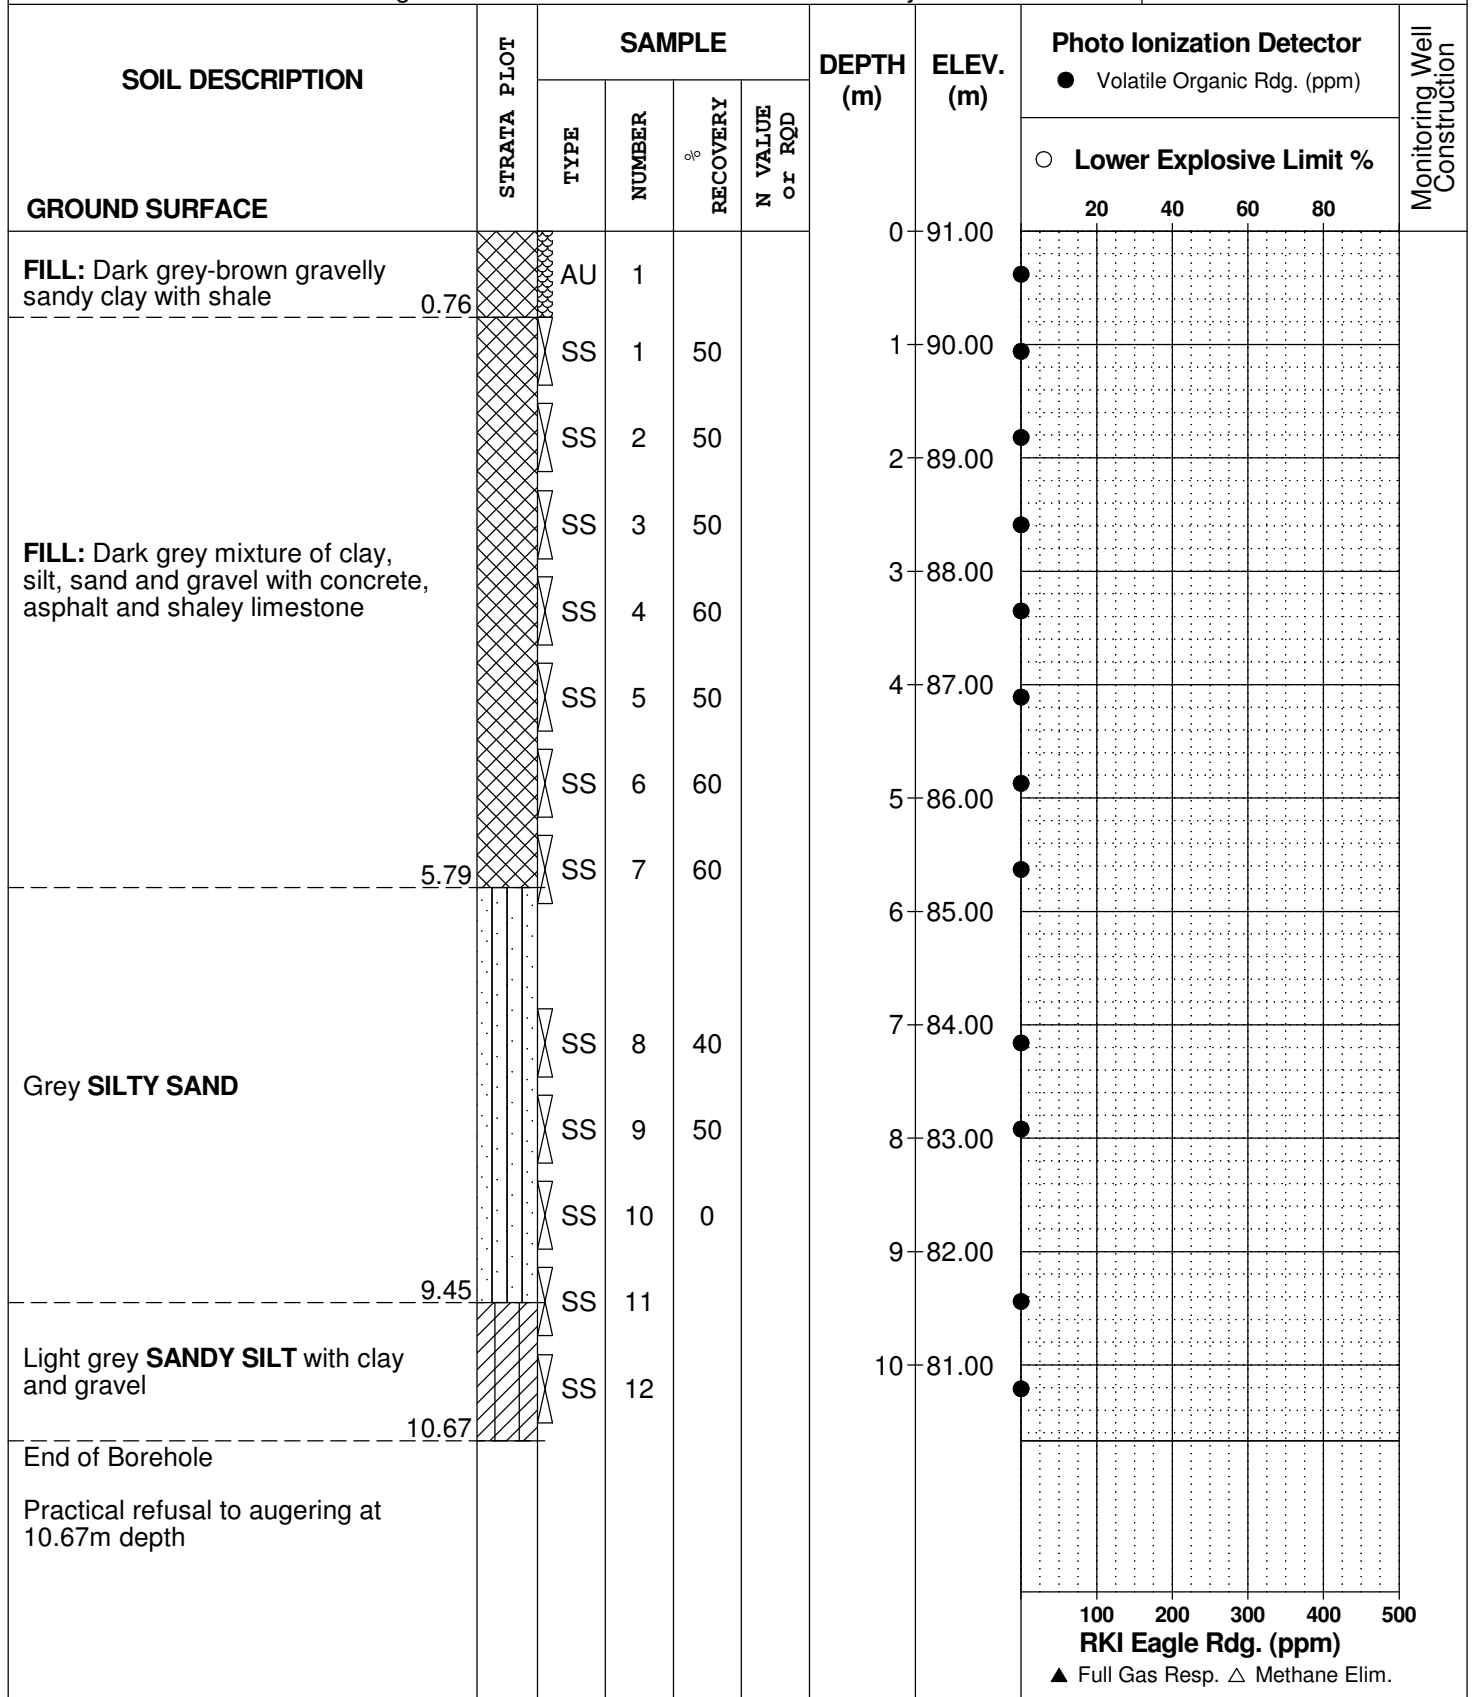 SOIL DESCRIPTION
GROUND SURFACE
STRATA PLOT
SAMPLE
TYPE
NUMBER
%
RECOVERY
N VALUE
or RQD
DEPTH
(m)
ELEV.
(m)
Photo Ionization Detector
● Volatile Organic Rdg. (ppm)
○ Lower Explosive Limit %
20 40 60 80
Monitoring Well
Construction
0 91.00
FILL: Dark grey-brown gravelly
sandy clay with shale
0.76
AU 1
1 90.00
SS 1 50
SS 2 50
2 89.00
SS 3 50
FILL: Dark grey mixture of clay,
silt, sand and gravel with concrete,
asphalt and shaley limestone
3 88.00
SS 4 60
4 87.00
SS 5 50
SS 6 60
5 86.00
5.79
SS 7 60
6 85.00
7 84.00
SS 8 40
Grey SILTY SAND
SS 9 50
8 83.00
SS 10 0
9 82.00
9.45
SS 11
Light grey SANDY SILT with clay
and gravel
10 81.00
SS 12
10.67
End of Borehole
Practical refusal to augering at
10.67m depth
100 200 300 400 500
RKI Eagle Rdg. (ppm)
▲ Full Gas Resp. △ Methane Elim.